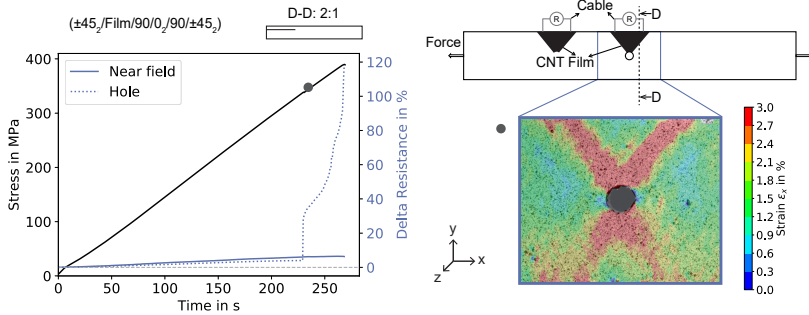 (±45₂/Film/90/0₂/90/±45₂)
D-D: 2:1
Near field
Hole
400
300
200
100
0
Stress in MPa
120
100
80
60
40
20
0
Delta Resistance in %
0
50
100
150
200
250
Time in s
R
Cable
R
D
Force
CNT Film
D
3.0
2.7
2.4
2.1
1.8
1.5
1.2
0.9
0.6
0.3
0.0
Strain εₓ in %
y
x
z